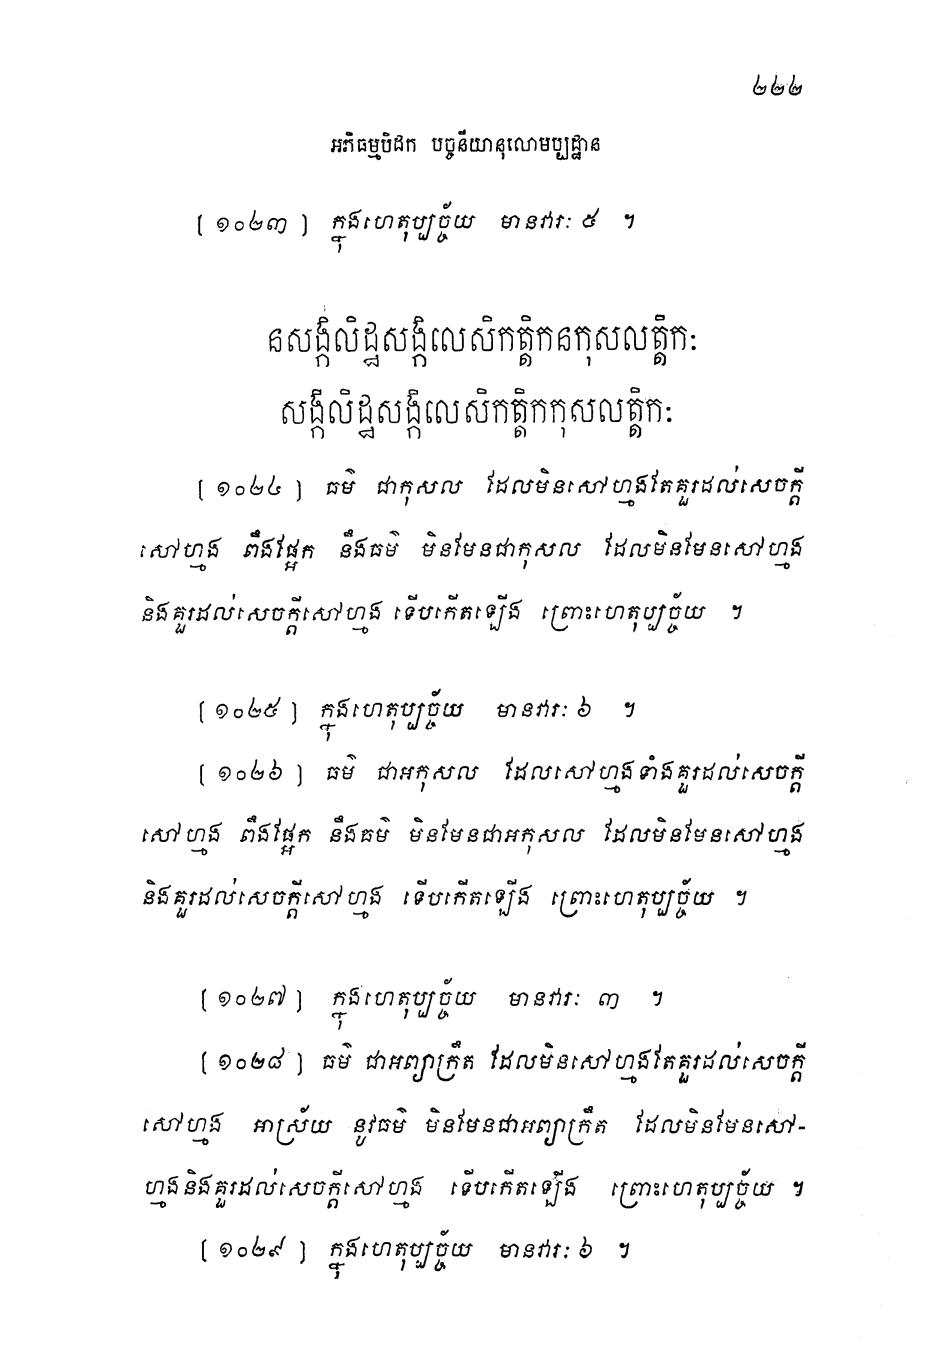 ២២២
អភិធម្មបិដក បច្ចនីយានុលោមប្បដ្ឋាន
[ ១០២៣ ] ក្នុងហេតុប្បច្ច័យ មានវារៈ ៥ ។
នសង្កិលិដ្ឋសង្កិលេសិកត្តិកនកុសលត្តិកៈ
សង្កិលិដ្ឋសង្កិលេសិកត្តិកកុសលត្តិកៈ
[ ១០២៤ ] ធម៌ ជាកុសល ដែលមិនសៅហ្មងតែគួរដល់សេចក្ដី
សៅហ្មង ពឹងផ្អែក នឹងធម៌ មិនមែនជាកុសល ដែលមិនមែនសៅហ្មង
និងគួរដល់សេចក្ដីសៅហ្មង ទើបកើតឡើង ព្រោះហេតុប្បច្ច័យ ។
[ ១០២៥ ] ក្នុងហេតុប្បច្ច័យ មានវារៈ ៦ ។
[ ១០២៦ ] ធម៌ ជាអកុសល ដែលសៅហ្មងទាំងគួរដល់សេចក្ដី
សៅហ្មង ពឹងផ្អែក នឹងធម៌ មិនមែនជាអកុសល ដែលមិនមែនសៅហ្មង
និងគួរដល់សេចក្ដីសៅហ្មង ទើបកើតឡើង ព្រោះហេតុប្បច្ច័យ ។
[ ១០២៧ ] ក្នុងហេតុប្បច្ច័យ មានវារៈ ៣ ។
[ ១០២៨ ] ធម៌ ជាអព្យាក្រឹត ដែលមិនសៅហ្មងតែគួរដល់សេចក្ដី
សៅហ្មង អាស្រ័យ នូវធម៌ មិនមែនជាអព្យាក្រឹត ដែលមិនមែនសៅ-
ហ្មងនិងគួរដល់សេចក្ដីសៅហ្មង ទើបកើតឡើង ព្រោះហេតុប្បច្ច័យ ។
[ ១០២៩ ] ក្នុងហេតុប្បច្ច័យ មានវារៈ ៦ ។